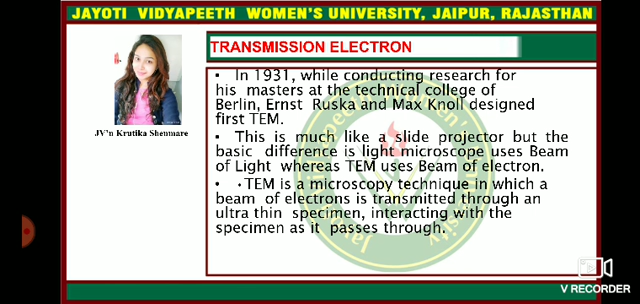 JAYOTI VIDYAPEETH WOMEN'S UNIVERSITY, JAIPUR, RAJASTHAN
TRANSMISSION ELECTRON
JV'n Krutika Shenmare
• In 1931, while conducting research for
his masters at the technical college of
Berlin, Ernst Ruska and Max Knoll designed
first TEM.
• This is much like a slide projector but the
basic difference is light microscope uses Beam
of Light whereas TEM uses Beam of electron.
• • TEM is a microscopy technique in which a
beam of electrons is transmitted through an
ultra thin specimen, interacting with the
specimen as it passes through.
V RECORDER